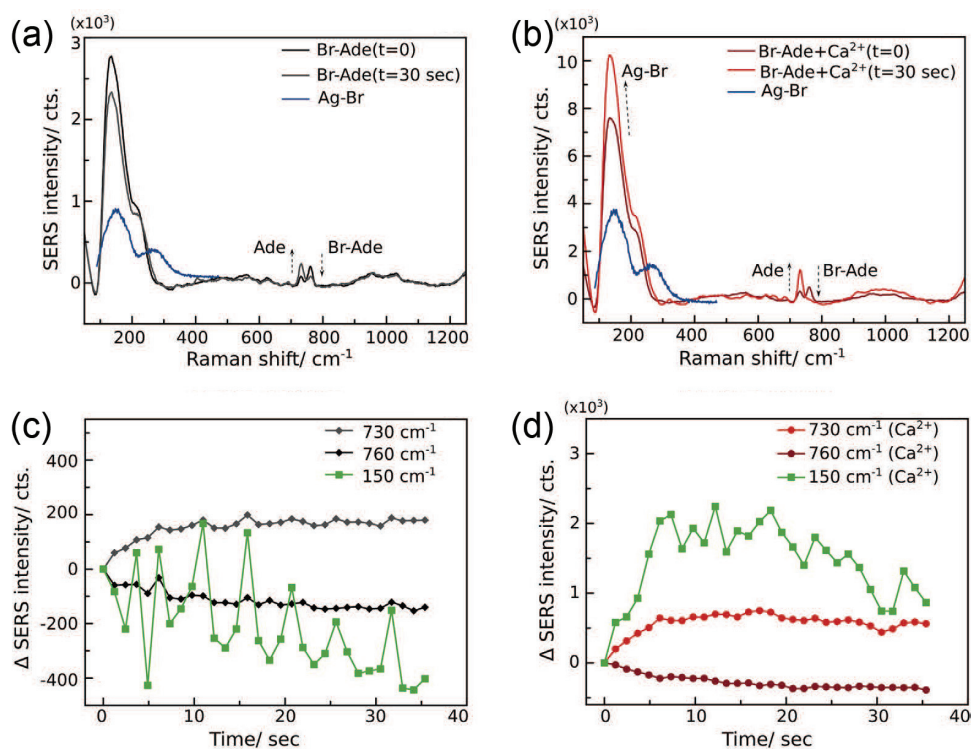 (a)
(x10³)
SERS intensity/ cts.
3
2
1
0
Br-Ade(t=0)
Br-Ade(t=30 sec)
Ag-Br
Ade
Br-Ade
200 400 600 800 1000 1200
Raman shift/ cm⁻¹
(b)
(x10³)
SERS intensity/ cts.
10
8
6
4
2
0
Br-Ade+Ca²⁺(t=0)
Br-Ade+Ca²⁺(t=30 sec)
Ag-Br
Ag-Br
Ade
Br-Ade
200 400 600 800 1000 1200
Raman shift/ cm⁻¹
(c)
Δ SERS intensity/ cts.
400
200
0
-200
-400
730 cm⁻¹
760 cm⁻¹
150 cm⁻¹
0 10 20 30 40
Time/ sec
(d)
(x10³)
Δ SERS intensity/ cts.
3
2
1
0
730 cm⁻¹ (Ca²⁺)
760 cm⁻¹ (Ca²⁺)
150 cm⁻¹ (Ca²⁺)
0 10 20 30 40
Time/ sec